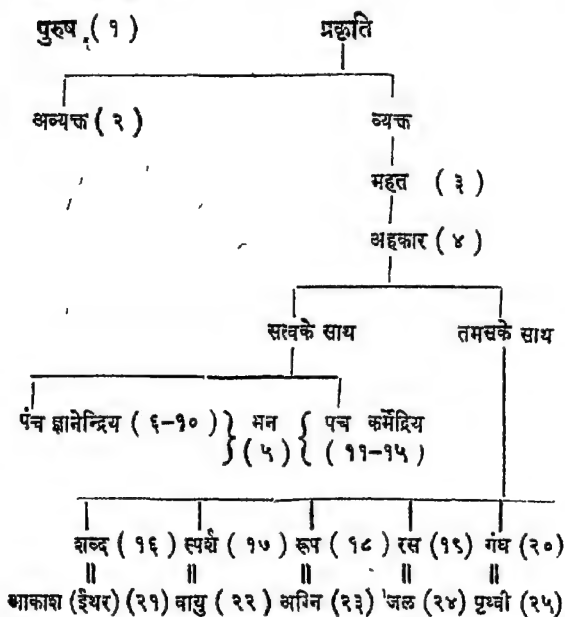 पुरुष ( १ ) प्रकृति
अव्यक्त ( २ ) व्यक्त
महत ( ३ )
अहकार ( ४ )
सत्वके साथ तमसके साथ
पंच ज्ञानेन्द्रिय ( ६-१० ) } मन { पच कर्मेद्रिय
} ( ५ ) { ( ११-१५ )
शब्द ( १६ ) स्पर्श ( १७ ) रूप ( १८ ) रस ( १९ ) गंध ( २० )
॥ ॥ ॥ ॥ ॥
आकाश (ईथर) (२१) वायु ( २२ ) अग्नि ( २३ ) जल ( २४ ) पृथ्वी ( २५ )